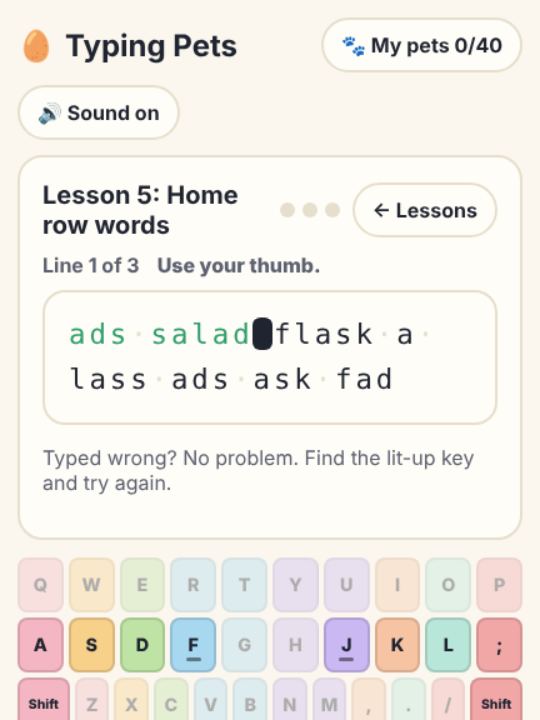 Typing Pets
My pets 0/40
Sound on
Lesson 5: Home
row words
← Lessons
Line 1 of 3 Use your thumb.
ads·salad flask·a·
lass·ads·ask·fad
Typed wrong? No problem. Find the lit-up key
and try again.
Q W E R T Y U I O P
A S D F G H J K L ;
Shift Z X C V B N M , . / Shift